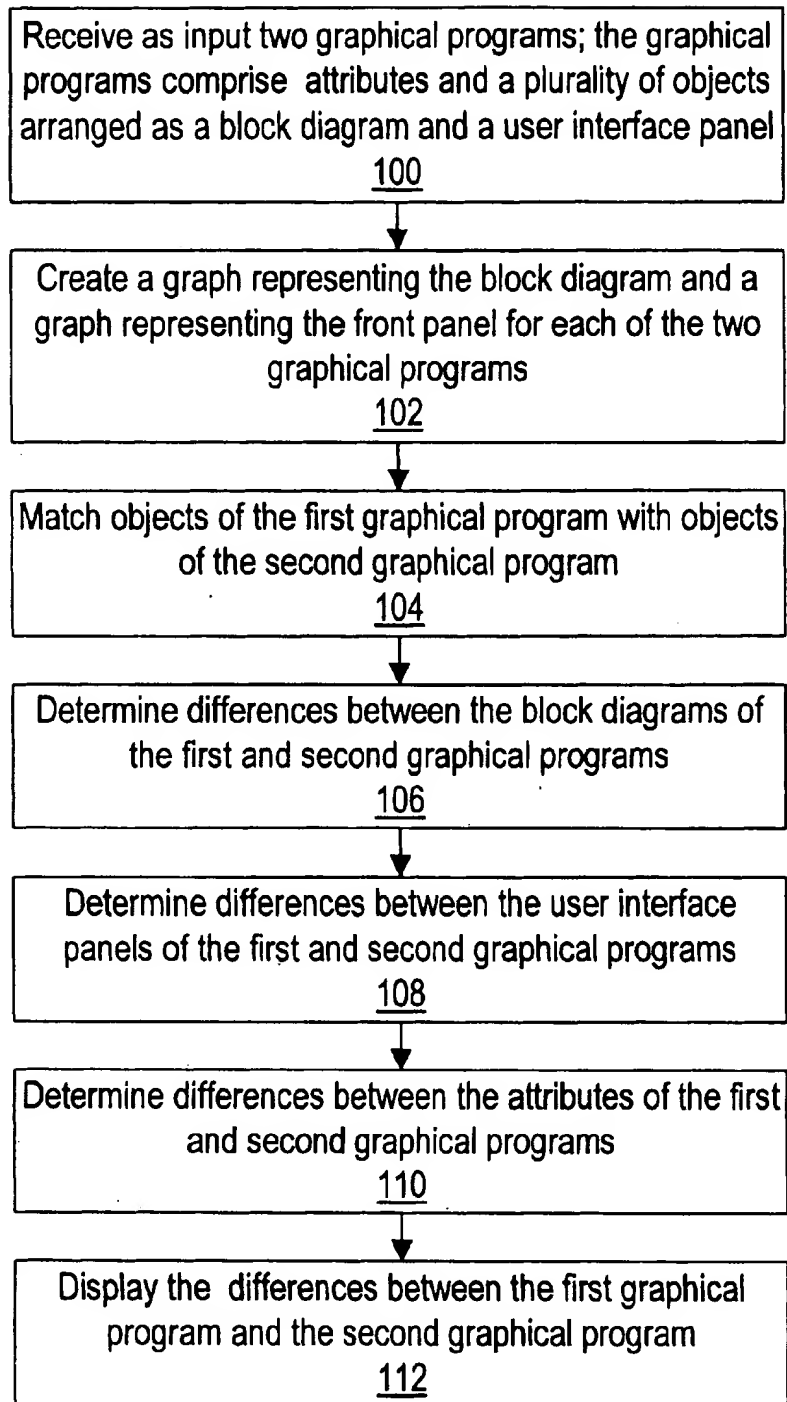 Receive as input two graphical programs; the graphical
programs comprise attributes and a plurality of objects
arranged as a block diagram and a user interface panel
100
Create a graph representing the block diagram and a
graph representing the front panel for each of the two
graphical programs
102
Match objects of the first graphical program with objects
of the second graphical program
104
Determine differences between the block diagrams of
the first and second graphical programs
106
Determine differences between the user interface
panels of the first and second graphical programs
108
Determine differences between the attributes of the first
and second graphical programs
110
Display the differences between the first graphical
program and the second graphical program
112